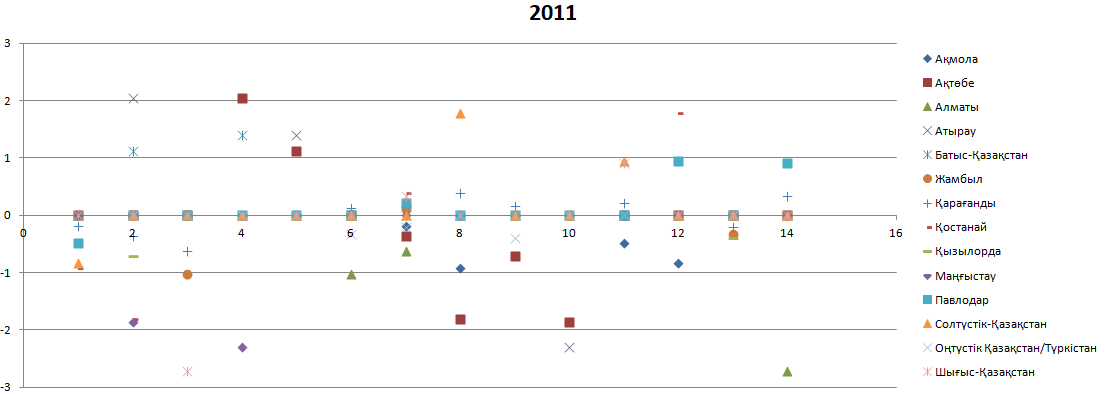 2011
3
2
1
0
-1
-2
-3
0 2 4 6 8 10 12 14 16
Ақмола
Ақтөбе
Алматы
Атырау
Батыс-Қазақстан
Жамбыл
Қарағанды
Қостанай
Қызылорда
Маңғыстау
Павлодар
Солтүстік-Қазақстан
Оңтүстік Қазақстан/Түркістан
Шығыс-Қазақстан